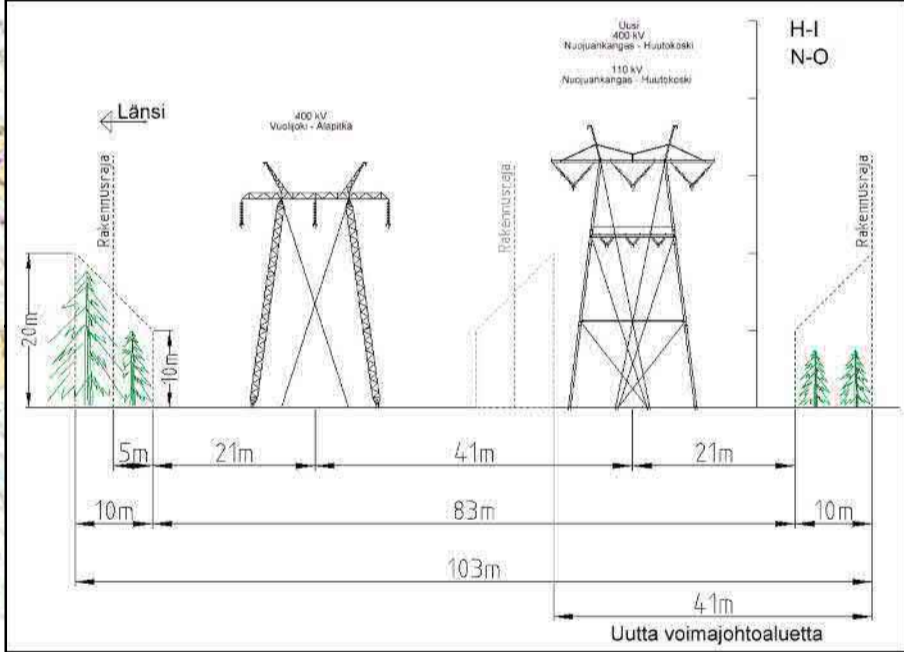 Uusi
400 kV
Nuojuankangas - Huutokoski
110 kV
Nuojuankangas - Huutokoski
H-I
N-O
Länsi
400 kV
Vuolijoki - Alapitkä
Rakennusraja
Rakennusraja
Rakennusraja
20m
10m
5m
21m
41m
21m
10m
83m
10m
103m
41m
Uutta voimajohtoaluetta